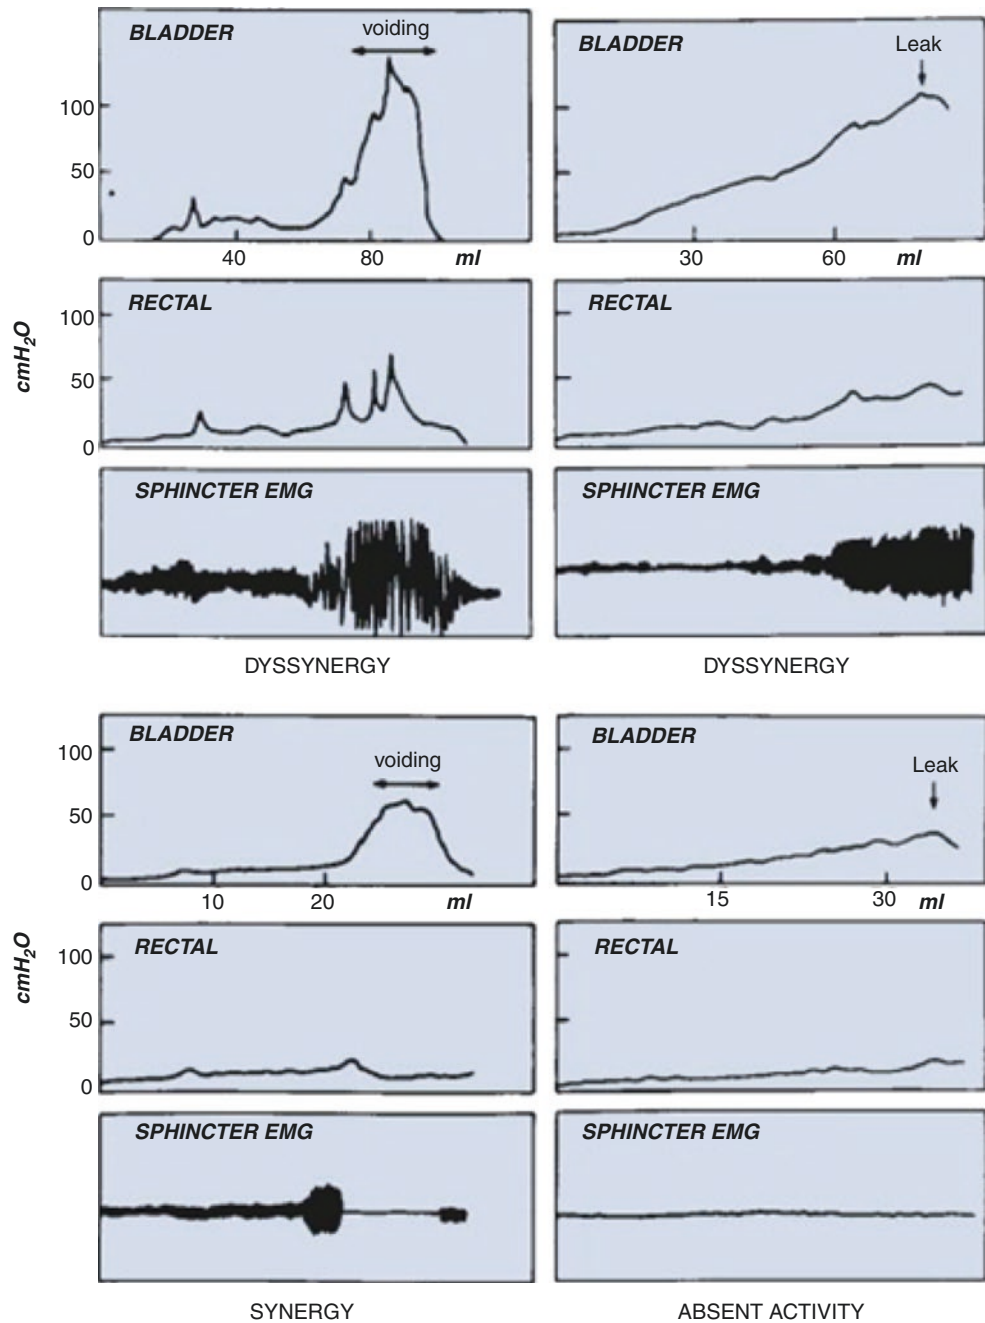 BLADDER
voiding
100
50
0
40
80
ml
BLADDER
Leak
30
60
ml
cmH2O
RECTAL
100
50
0
RECTAL
SPHINCTER EMG
SPHINCTER EMG
DYSSYNERGY
DYSSYNERGY
BLADDER
voiding
100
50
0
10
20
ml
BLADDER
Leak
15
30
ml
cmH2O
RECTAL
100
50
0
RECTAL
SPHINCTER EMG
SPHINCTER EMG
SYNERGY
ABSENT ACTIVITY